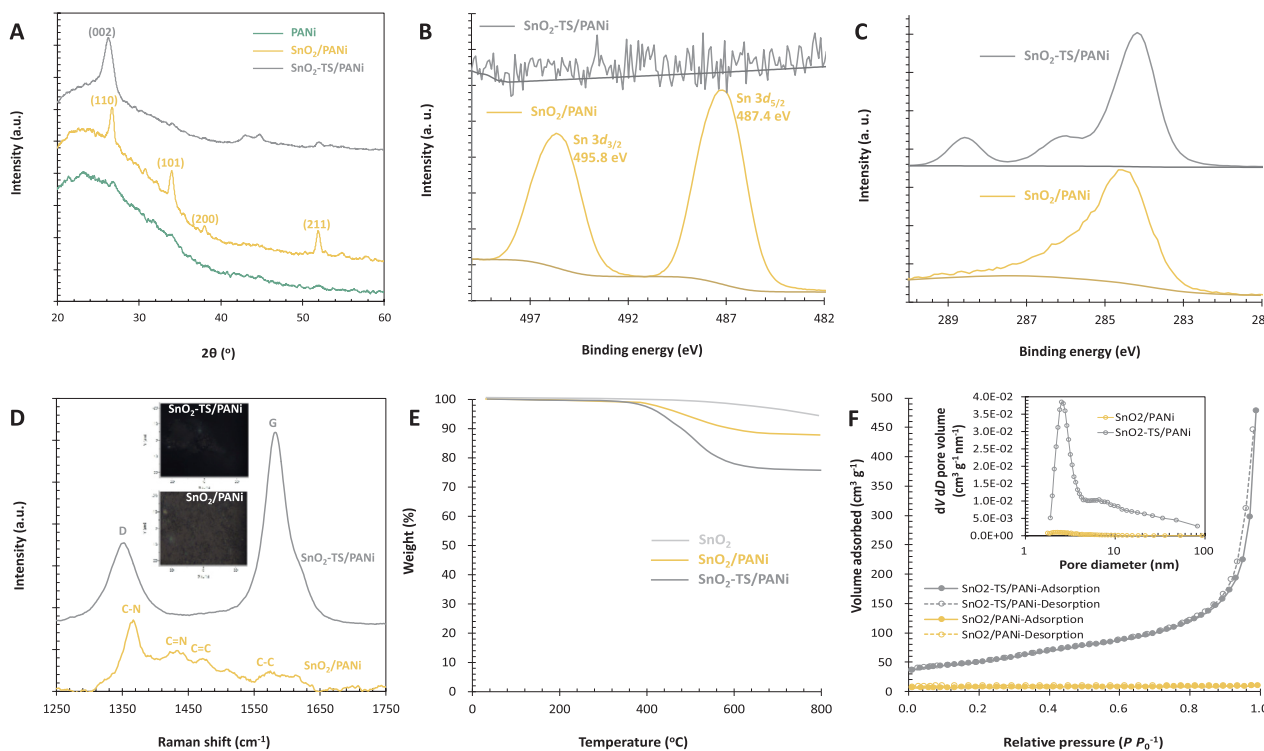 A
(002)
PANi
SnO2/PANi
SnO2-TS/PANi
(110)
(101)
(200)
(211)
Intensity (a.u.)
20 30 40 50 60
2θ (o)
B
SnO2-TS/PANi
SnO2/PANi
Sn 3d5/2
487.4 eV
Sn 3d3/2
495.8 eV
Intensity (a. u.)
497 492 487 482
Binding energy (eV)
C
SnO2-TS/PANi
SnO2/PANi
Intensity (a. u.)
289 287 285 283 28
Binding energy (eV)
D
SnO2-TS/PANi
SnO2/PANi
G
D
SnO2-TS/PANi
C-N
C=N
C=C
C-C
SnO2/PANi
Intensity (a.u.)
1250 1350 1450 1550 1650 1750
Raman shift (cm-1)
E
100
90
80
70
60
50
40
30
20
10
0
Weight (%)
SnO2
SnO2/PANi
SnO2-TS/PANi
0 200 400 600 800
Temperature (oC)
F
500
450
400
350
300
250
200
150
100
50
0
Volume adsorbed (cm3 g-1)
dV dD pore volume
(cm3 g-1 nm-1)
4.0E-02
3.5E-02
3.0E-02
2.5E-02
2.0E-02
1.5E-02
1.0E-02
5.0E-03
0.0E+00
SnO2/PANi
SnO2-TS/PANi
1 10 100
Pore diameter (nm)
SnO2-TS/PANi-Adsorption
SnO2-TS/PANi-Desorption
SnO2/PANi-Adsorption
SnO2/PANi-Desorption
0.0 0.2 0.4 0.6 0.8 1.0
Relative pressure (P P0-1)